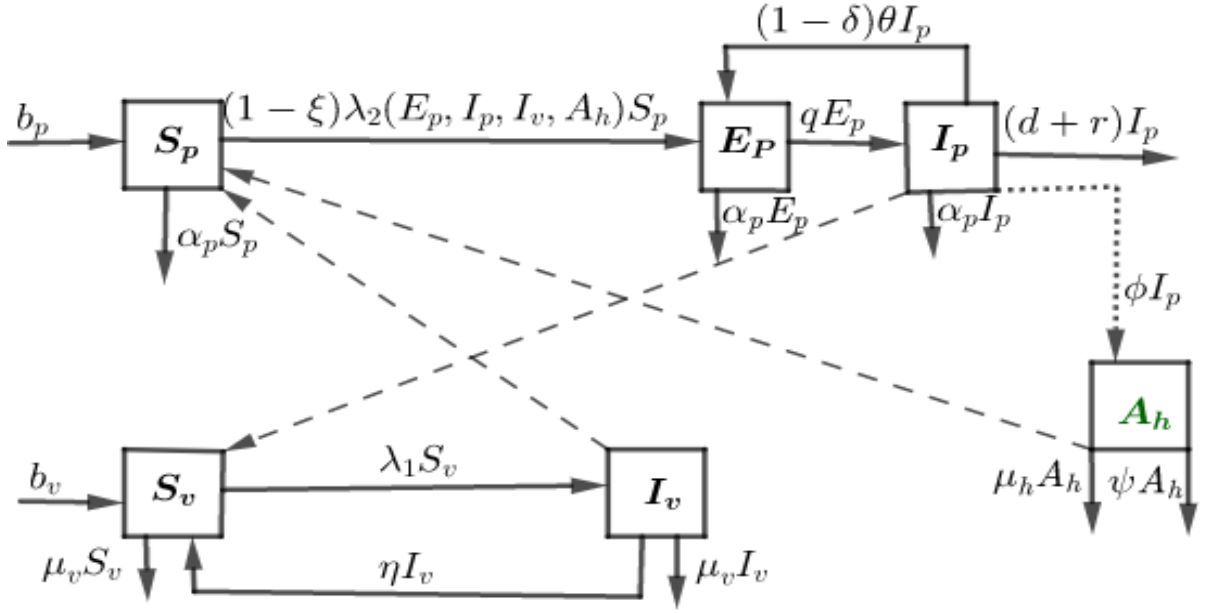 (1 − δ)θI_p
b_p
S_p
(1 − ξ)λ_2(E_p, I_p, I_v, A_h)S_p
E_P
qE_p
I_p
(d + r)I_p
α_pS_p
α_pE_p
α_pI_p
ϕI_p
A_h
b_v
S_v
λ_1S_v
I_v
μ_hA_h
ψA_h
μ_vS_v
ηI_v
μ_vI_v